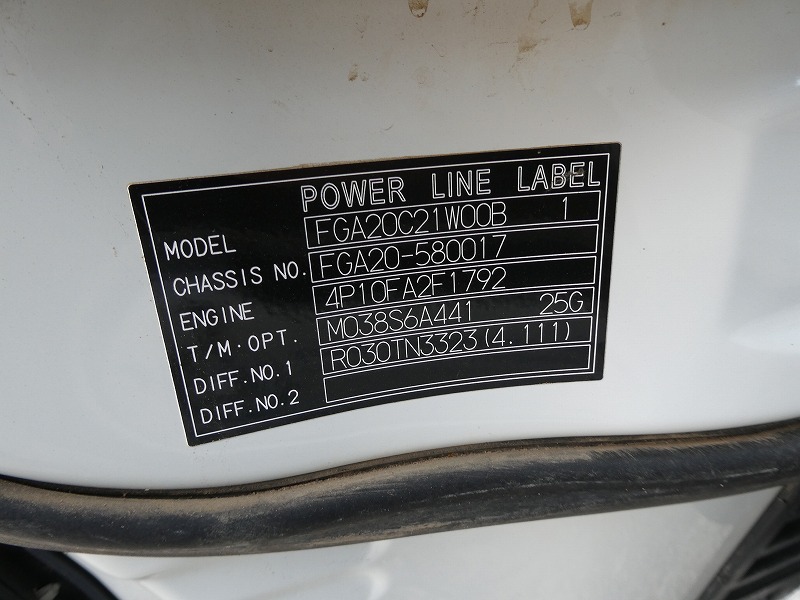 POWER LINE LABEL
MODEL FGA20C21W00B 1
CHASSIS NO. FGA20-580017
ENGINE 4P10FA2F1792
T/M·OPT. M038S6A441 25G
DIFF.NO.1 R030TN3323(4.111)
DIFF.NO.2